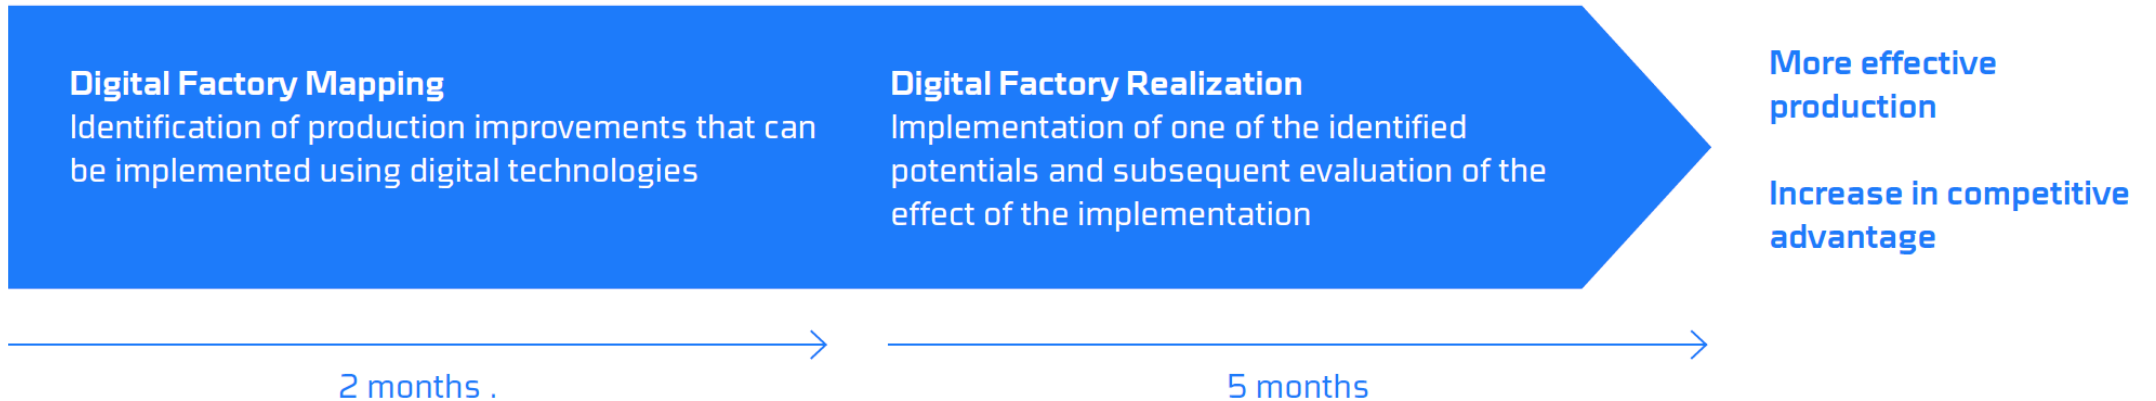 Digital Factory Mapping
Identification of production improvements that can
be implemented using digital technologies
Digital Factory Realization
Implementation of one of the identified
potentials and subsequent evaluation of the
effect of the implementation
More effective
production
Increase in competitive
advantage
2 months .
5 months